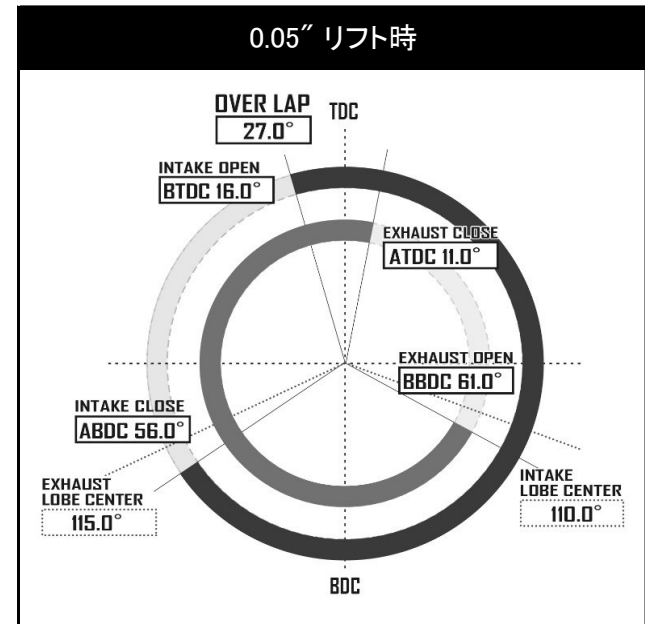 0.05″ リフト時
OVER LAP
27.0°
TDC
INTAKE OPEN
BTDC 16.0°
EXHAUST CLOSE
ATDC 11.0°
EXHAUST OPEN
BBDC 61.0°
INTAKE CLOSE
ABDC 56.0°
EXHAUST
LOBE CENTER
115.0°
INTAKE
LOBE CENTER
110.0°
BDC